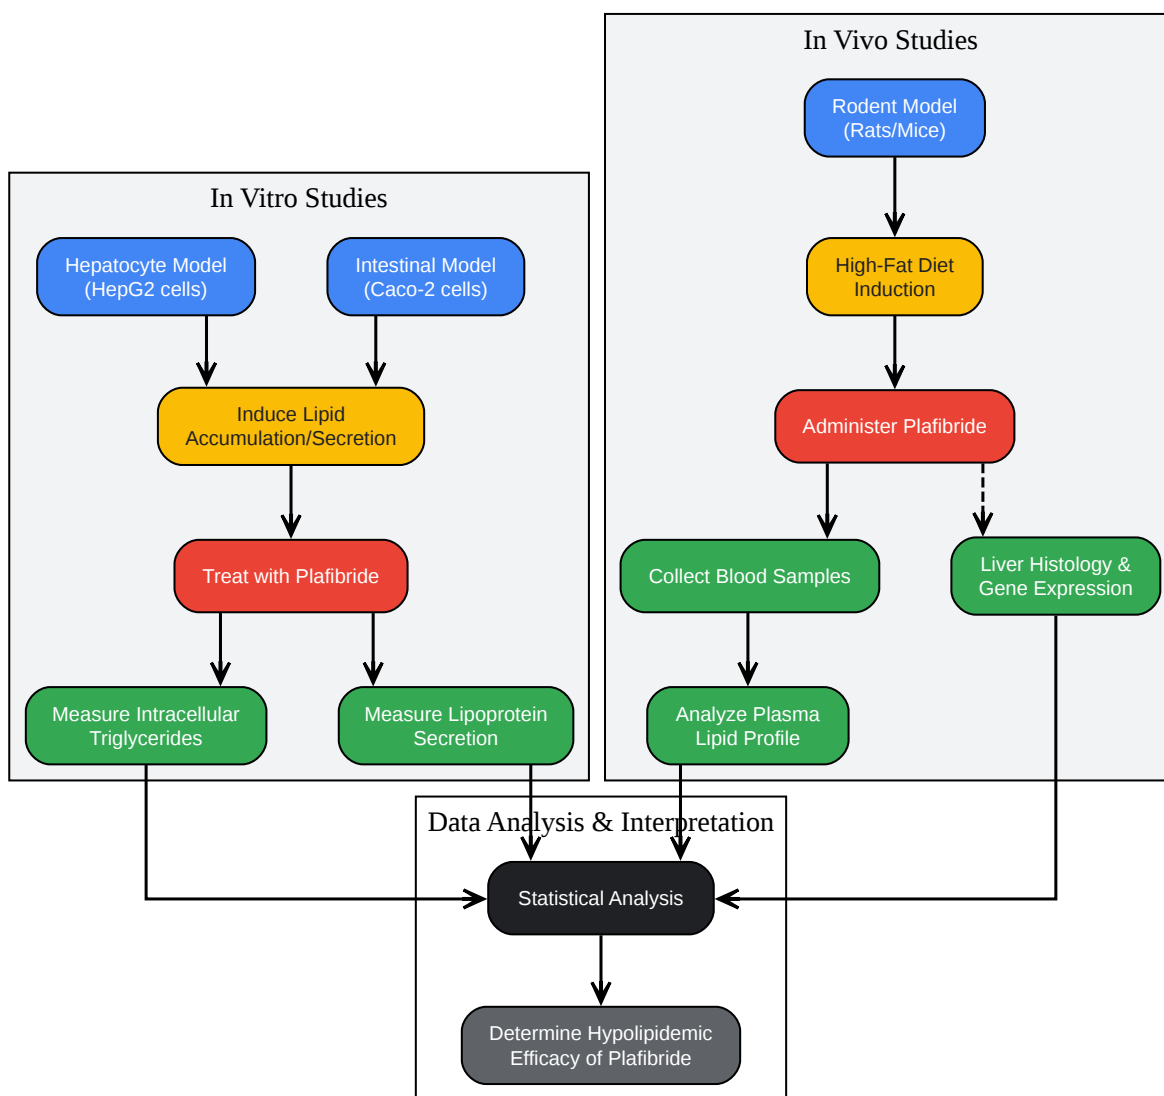 In Vitro Studies
Hepatocyte Model
(HepG2 cells)
Intestinal Model
(Caco-2 cells)
Induce Lipid
Accumulation/Secretion
Treat with Plafibride
Measure Intracellular
Triglycerides
Measure Lipoprotein
Secretion
In Vivo Studies
Rodent Model
(Rats/Mice)
High-Fat Diet
Induction
Administer Plafibride
Collect Blood Samples
Liver Histology &
Gene Expression
Analyze Plasma
Lipid Profile
Data Analysis & Interpretation
Statistical Analysis
Determine Hypolipidemic
Efficacy of Plafibride